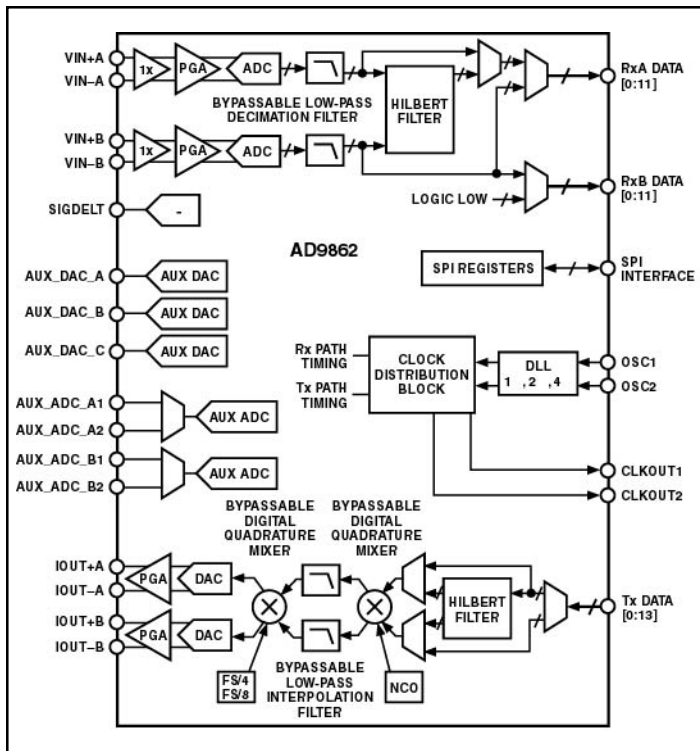 VIN+A
VIN−A
1x
PGA
ADC
BYPASSABLE LOW-PASS
DECIMATION FILTER
HILBERT
FILTER
RxA DATA
[0:11]
VIN+B
VIN−B
1x
PGA
ADC
LOGIC LOW
RxB DATA
[0:11]
SIGDELT
-
AD9862
SPI REGISTERS
SPI
INTERFACE
AUX_DAC_A
AUX DAC
AUX_DAC_B
AUX DAC
AUX_DAC_C
AUX DAC
Rx PATH
TIMING
Tx PATH
TIMING
CLOCK
DISTRIBUTION
BLOCK
DLL
1 ,2 ,4
OSC1
OSC2
AUX_ADC_A1
AUX_ADC_A2
AUX ADC
AUX_ADC_B1
AUX_ADC_B2
AUX ADC
CLKOUT1
CLKOUT2
BYPASSABLE
DIGITAL
QUADRATURE
MIXER
BYPASSABLE
DIGITAL
QUADRATURE
MIXER
IOUT+A
IOUT−A
PGA
DAC
IOUT+B
IOUT−B
PGA
DAC
HILBERT
FILTER
Tx DATA
[0:13]
FS/4
FS/8
BYPASSABLE
LOW-PASS
INTERPOLATION
FILTER
NCO